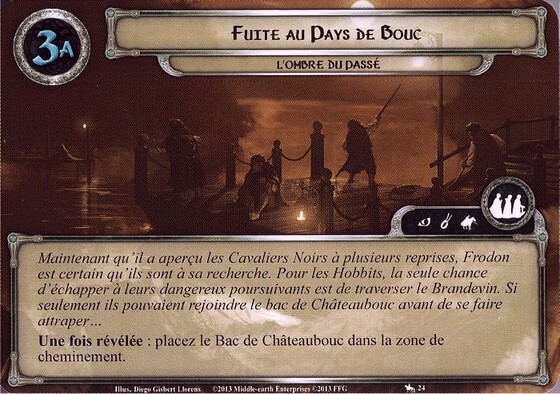 3A
Fuite au Pays de Bouc
L'ombre du passé
Maintenant qu'il a aperçu les Cavaliers Noirs à plusieurs reprises, Frodon
est certain qu'ils sont à sa recherche. Pour les Hobbits, la seule chance
d'échapper à leurs dangereux poursuivants est de traverser le Brandevin. Si
seulement ils pouvaient rejoindre le bac de Châteaubouc avant de se faire
attraper…
Une fois révélée : placez le Bac de Châteaubouc dans la zone de
cheminement.
Illus. Diego Gisbert Llorens ©2013 Middle-earth Enterprises ©2013 FFG 24